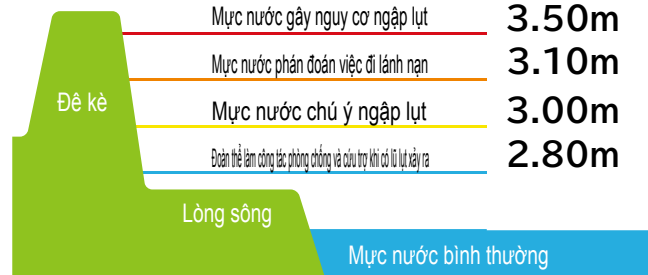 Mực nước gây nguy cơ ngập lụt 3.50m
Mực nước phán đoán việc đi lánh nạn 3.10m
Đê kè
Mực nước chú ý ngập lụt 3.00m
Đoàn thể làm công tác phòng chống và cứu trợ khi có lũ lụt xảy ra 2.80m
Lòng sông
Mực nước bình thường